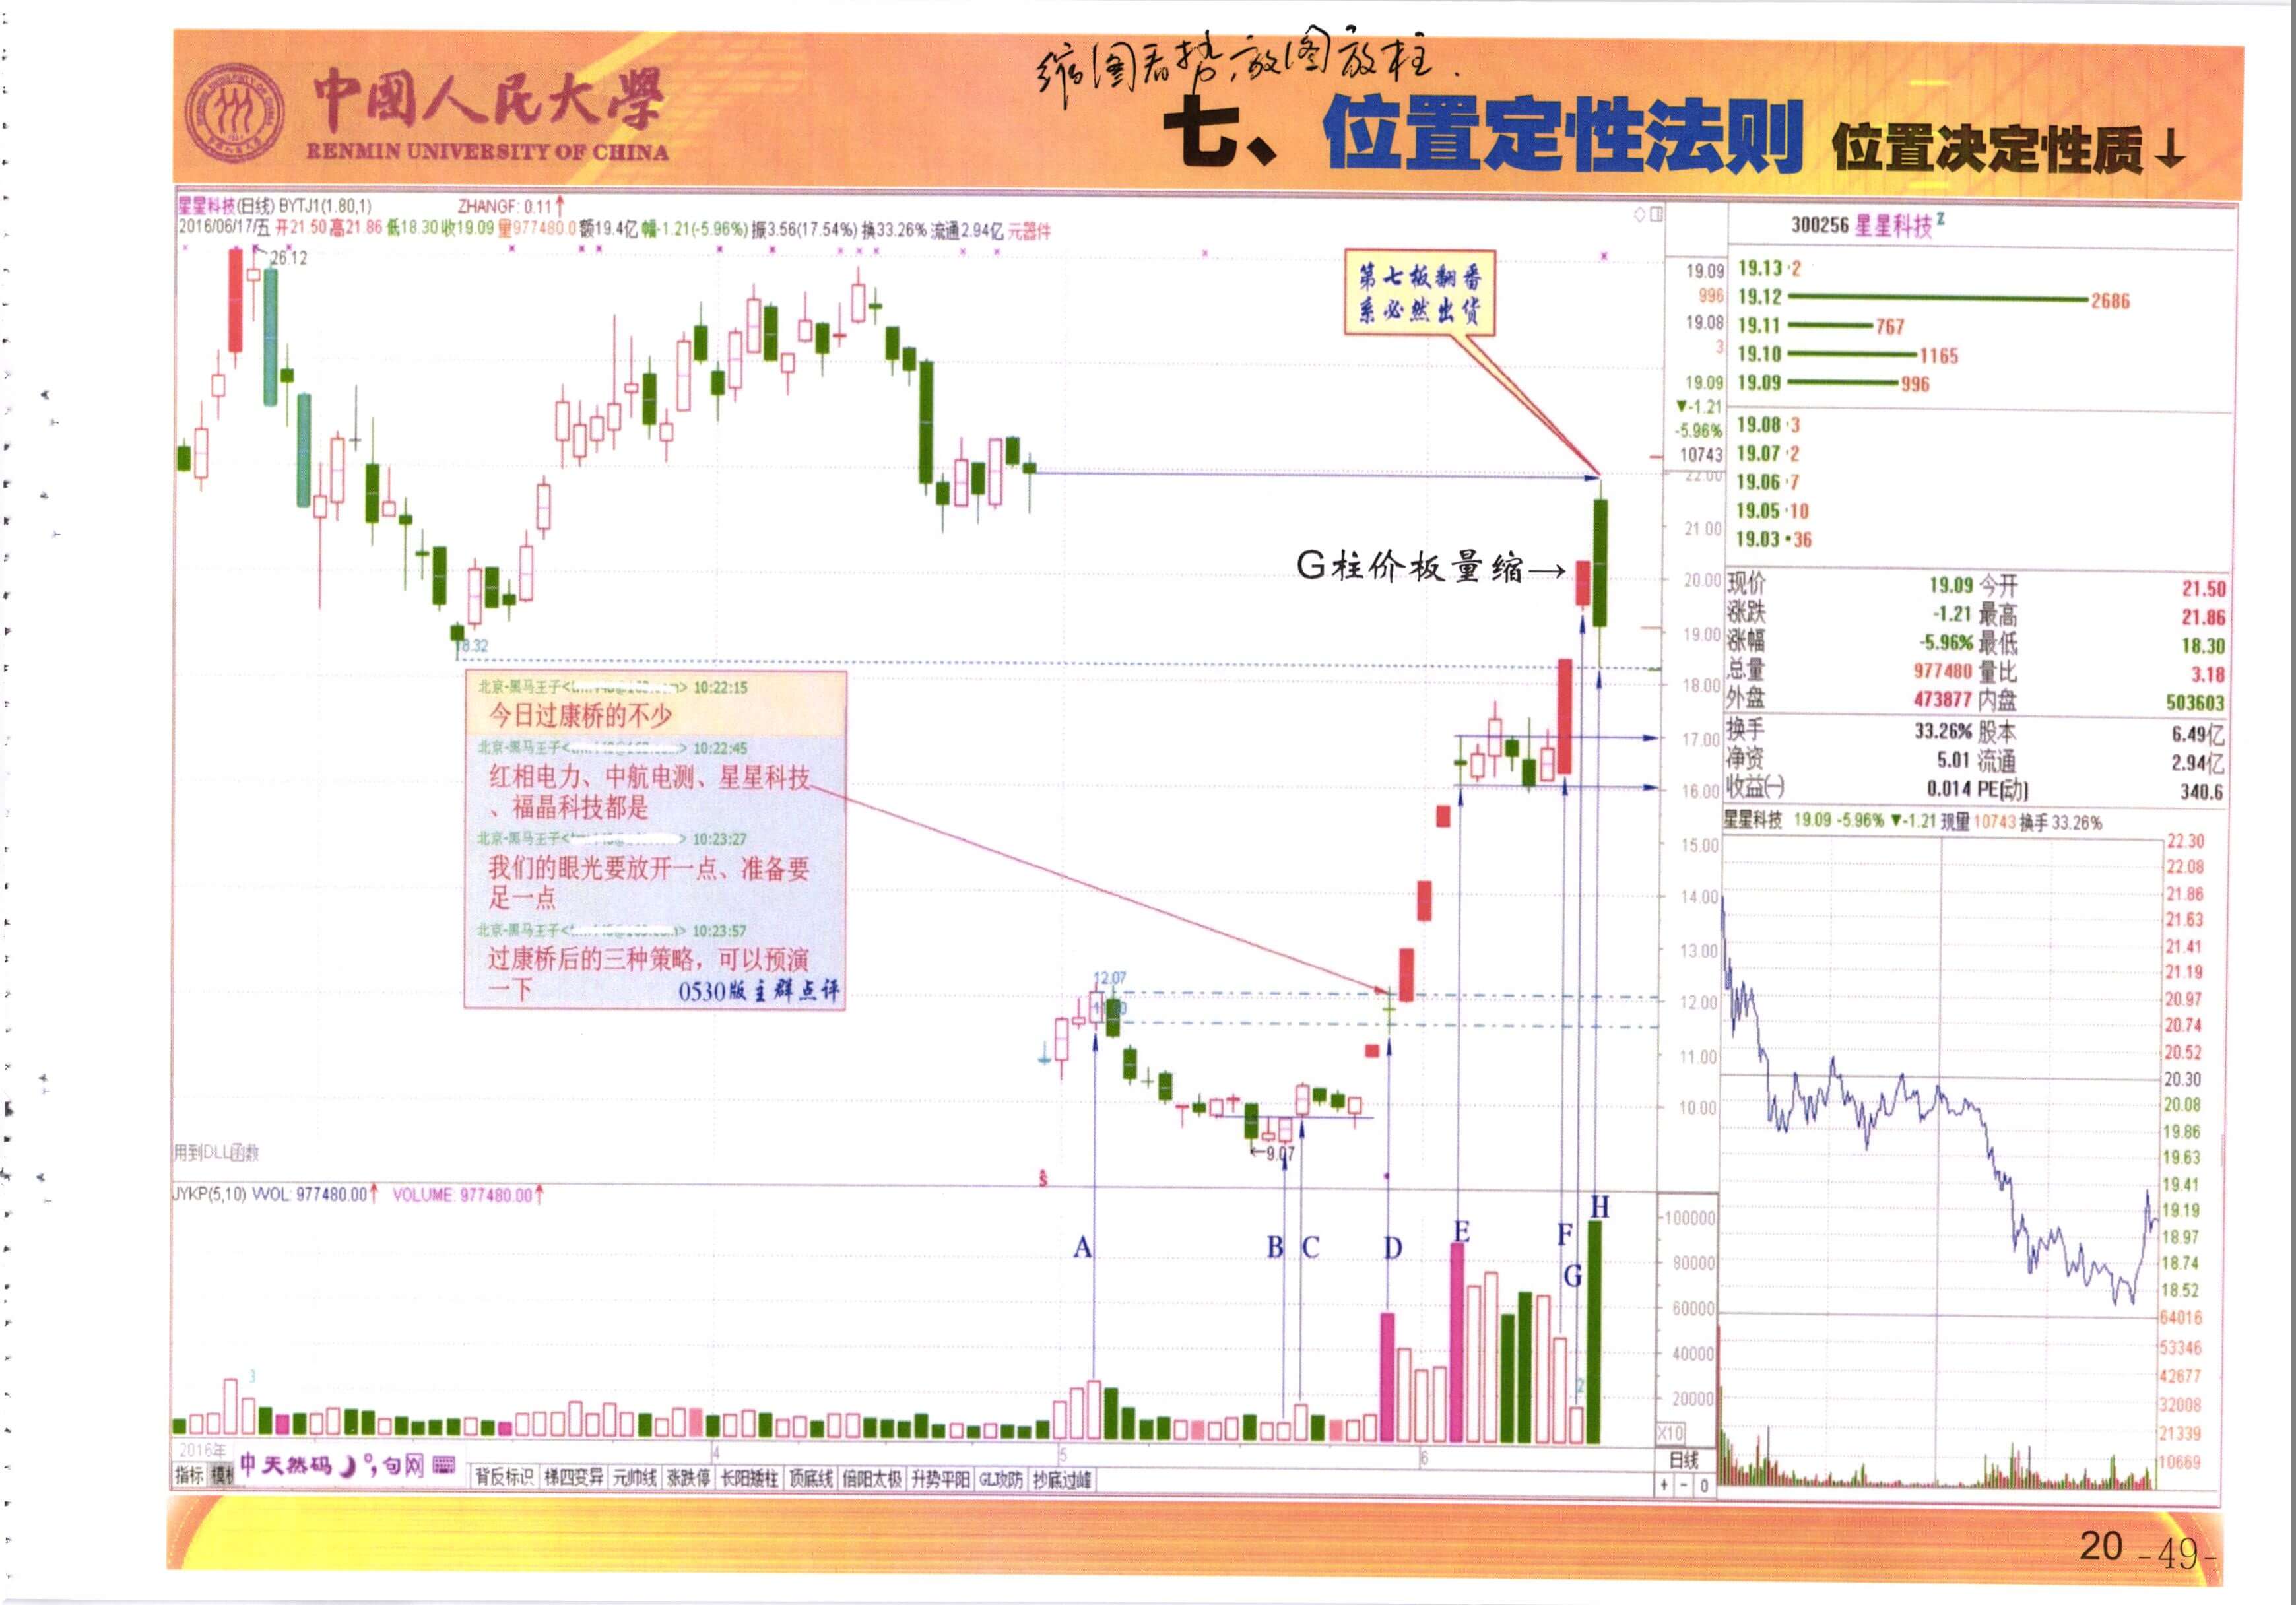 缩图看势,放图放柱.
中國人民大學
RENMIN UNIVERSITY OF CHINA
七、位置定性法则 位置决定性质↓
星星科技(日线) BYTJ1(1.80,1) ZHANGF: 0.11↑
2016/06/17/五 开21.50 高21.86 低18.30 收19.09 量977480.0 额19.4亿 幅-1.21(-5.96%) 振3.56(17.54%) 换33.26% 流通2.94亿 元器件
26.12
第七板翻番
系必然出货
G柱价板量缩→
18.32
北京-黑马王子 10:22:15
今日过康桥的不少
北京-黑马王子 10:22:45
红相电力、中航电测、星星科技
、福晶科技都是
北京-黑马王子 10:23:27
我们的眼光要放开一点、准备要
足一点
北京-黑马王子 10:23:57
过康桥后的三种策略，可以预演
一下 0530版主群点评
12.07
←9.07
用到DLL函数
19.09
996
19.08
3
19.09
▼-1.21
-5.96%
10743
22.00
21.00
20.00
19.00
18.00
17.00
16.00
15.00
14.00
13.00
12.00
11.00
10.00
JYKP(5,10) VVOL: 977480.00↑ VOLUME: 977480.00↑
A
B
C
D
E
F
G
H
3
2
100000
80000
60000
40000
20000
X10
2016年
4
5
6
日线
指标
中天然码 句网
背反标识 梯四变异 元帅线 涨跌停 长阳矮柱 顶底线 倍阳太极 升势平阳 GL攻防 抄底过峰
+ - 0
300256 星星科技 Z
19.13 2
19.12 2686
19.11 767
19.10 1165
19.09 996
19.08 3
19.07 2
19.06 7
19.05 10
19.03 36
现价 19.09 今开 21.50
涨跌 -1.21 最高 21.86
涨幅 -5.96% 最低 18.30
总量 977480 量比 3.18
外盘 473877 内盘 503603
换手 33.26% 股本 6.49亿
净资 5.01 流通 2.94亿
收益(一) 0.014 PE(动) 340.6
星星科技 19.09 -5.96% ▼-1.21 现量 10743 换手 33.26%
22.30
22.08
21.86
21.63
21.41
21.19
20.97
20.74
20.52
20.30
20.08
19.86
19.63
19.41
19.19
18.97
18.74
18.52
64016
53346
42677
32008
21339
10669
20 -49-